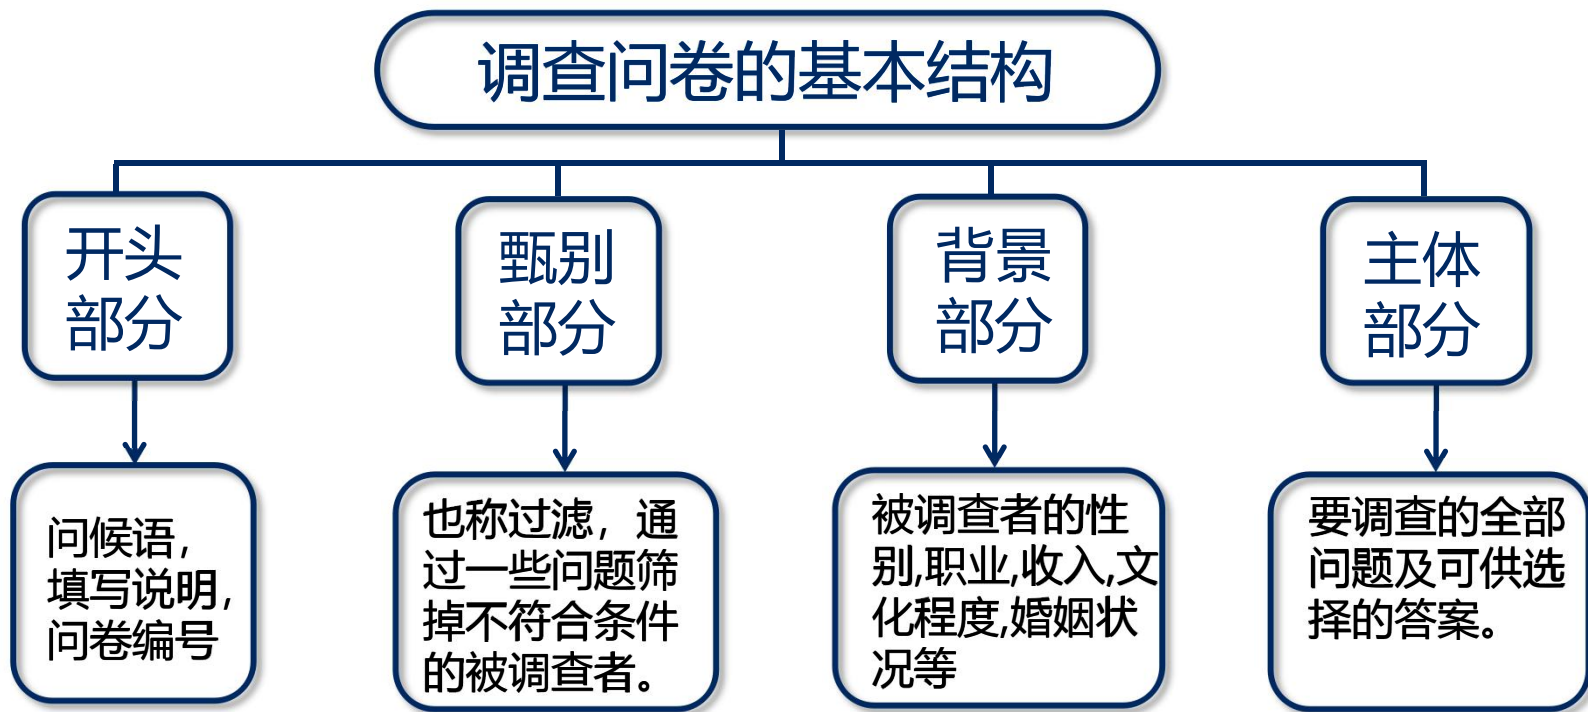 调查问卷的基本结构
开头
部分
甄别
部分
背景
部分
主体
部分
问候语，
填写说明，
问卷编号
也称过滤，通
过一些问题筛
掉不符合条件
的被调查者。
被调查者的性
别,职业,收入,文
化程度,婚姻状
况等
要调查的全部
问题及可供选
择的答案。